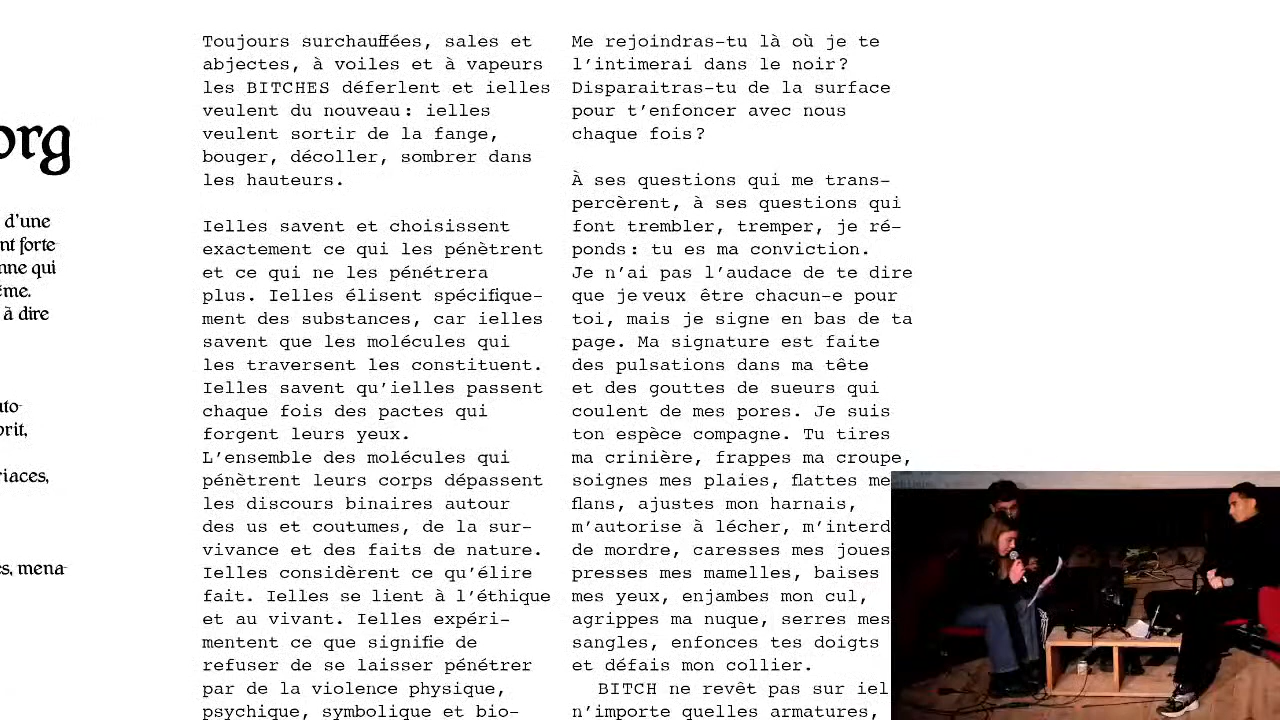 org
d'une
nt forte
nne qui
ême.
à dire
uto-
prit,
riaces,
es, mena-
Toujours surchauffées, sales et
abjectes, à voiles et à vapeurs
les BITCHES déferlent et ielles
veulent du nouveau : ielles
veulent sortir de la fange,
bouger, décoller, sombrer dans
les hauteurs.
Ielles savent et choisissent
exactement ce qui les pénètrent
et ce qui ne les pénétrera
plus. Ielles élisent spécifique-
ment des substances, car ielles
savent que les molécules qui
les traversent les constituent.
Ielles savent qu'ielles passent
chaque fois des pactes qui
forgent leurs yeux.
L'ensemble des molécules qui
pénètrent leurs corps dépassent
les discours binaires autour
des us et coutumes, de la sur-
vivance et des faits de nature.
Ielles considèrent ce qu'élire
fait. Ielles se lient à l'éthique
et au vivant. Ielles expéri-
mentent ce que signifie de
refuser de se laisser pénétrer
par de la violence physique,
psychique, symbolique et bio-
Me rejoindras-tu là où je te
l'intimerai dans le noir ?
Disparaitras-tu de la surface
pour t'enfoncer avec nous
chaque fois ?
À ses questions qui me trans-
percèrent, à ses questions qui
font trembler, tremper, je ré-
ponds : tu es ma conviction.
Je n'ai pas l'audace de te dire
que je veux être chacun-e pour
toi, mais je signe en bas de ta
page. Ma signature est faite
des pulsations dans ma tête
et des gouttes de sueurs qui
coulent de mes pores. Je suis
ton espèce compagne. Tu tires
ma crinière, frappes ma croupe,
soignes mes plaies, flattes me
flans, ajustes mon harnais,
m'autorise à lécher, m'interd
de mordre, caresses mes joues
presses mes mamelles, baises
mes yeux, enjambes mon cul,
agrippes ma nuque, serres mes
sangles, enfonces tes doigts
et défais mon collier.
BITCH ne revêt pas sur iel
n'importe quelles armatures,